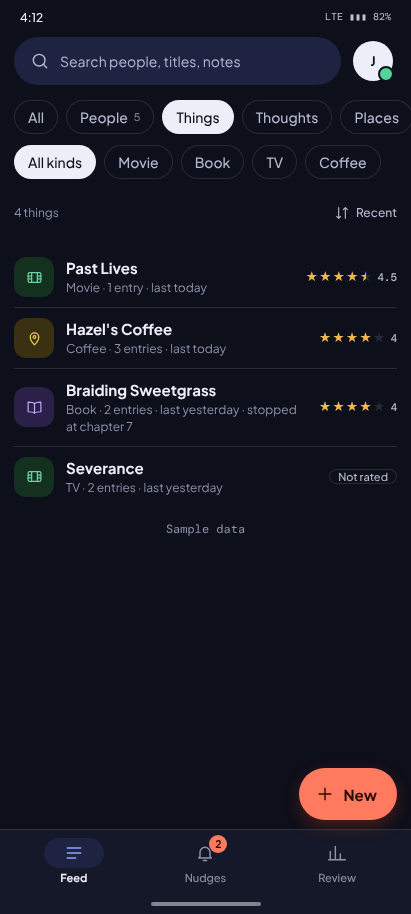 4:12
LTE 82%
Search people, titles, notes
J
All
People 5
Things
Thoughts
Places
All kinds
Movie
Book
TV
Coffee
4 things
Recent
Past Lives
Movie · 1 entry · last today
4.5
Hazel's Coffee
Coffee · 3 entries · last today
4
Braiding Sweetgrass
Book · 2 entries · last yesterday · stopped
at chapter 7
4
Severance
TV · 2 entries · last yesterday
Not rated
Sample data
+ New
2
Feed
Nudges
Review